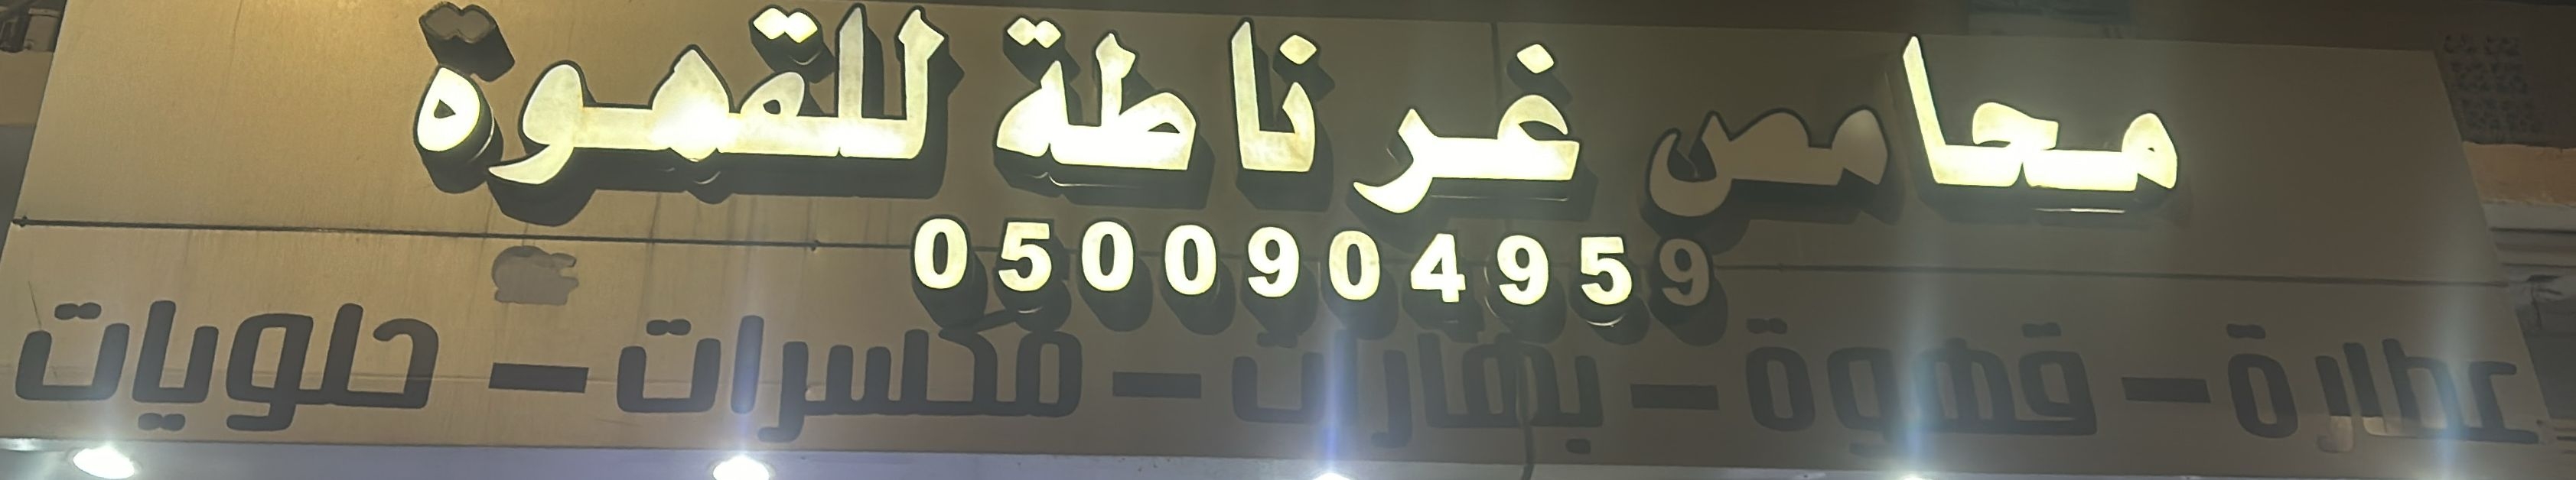 محامص غرناطة للقهوة
0500904959
عطارة - قهوة - بهارات - مكسرات - حلويات